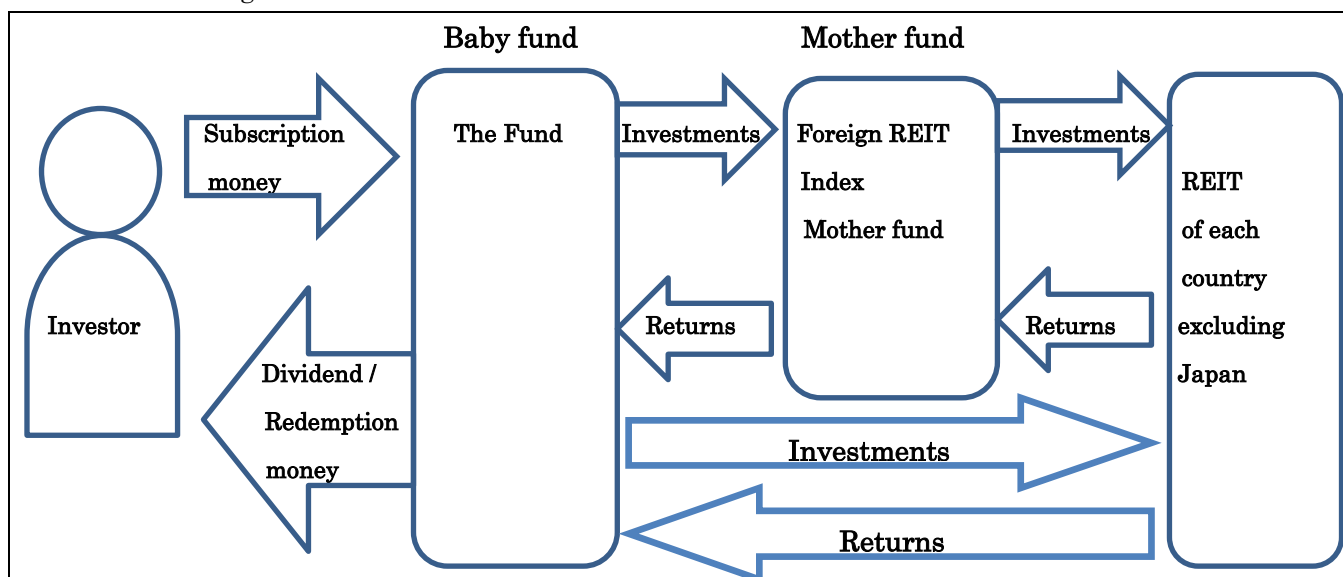 Baby fund
Mother fund
Subscription
money
The Fund
Investments
Foreign REIT
Index
Mother fund
Investments
REIT
of each
country
excluding
Japan
Investor
Returns
Returns
Dividend /
Redemption
money
Investments
Returns